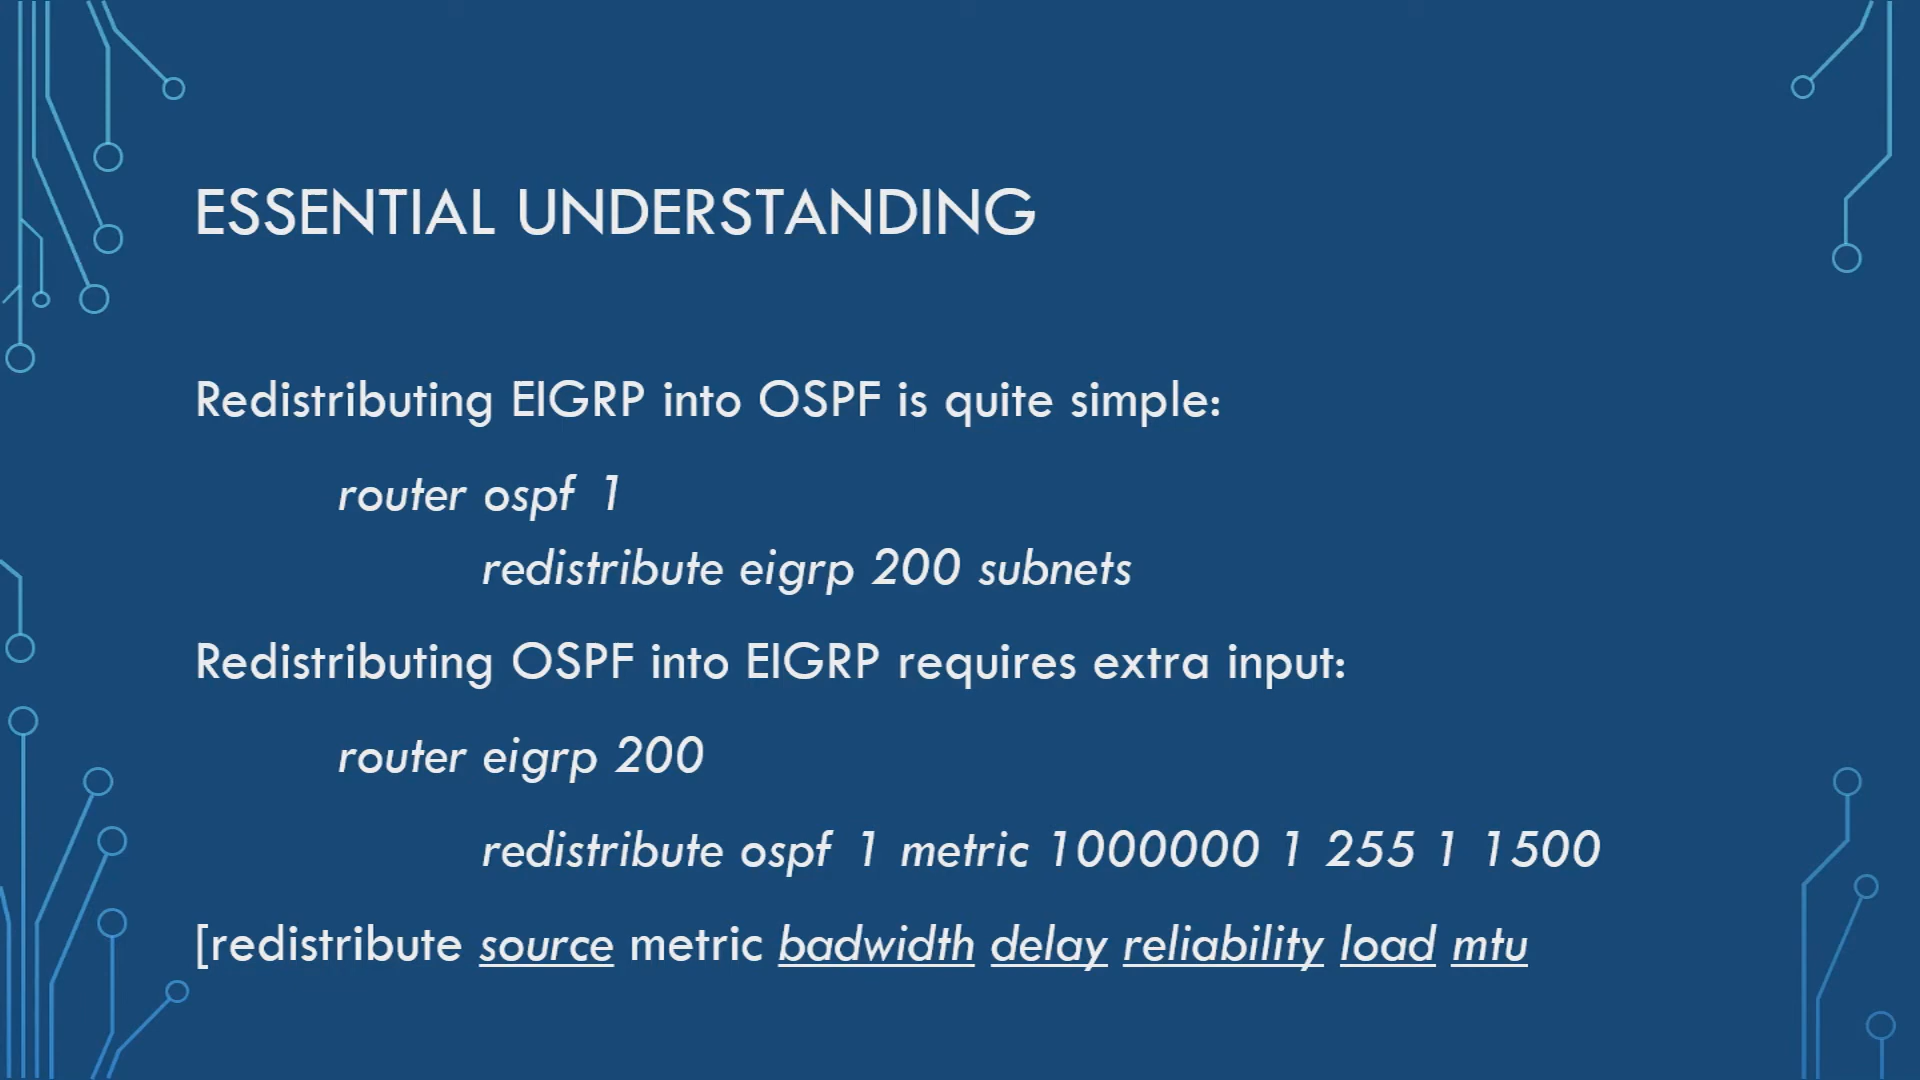 ESSENTIAL UNDERSTANDING
Redistributing EIGRP into OSPF is quite simple:
router ospf 1
redistribute eigrp 200 subnets
Redistributing OSPF into EIGRP requires extra input:
router eigrp 200
redistribute ospf 1 metric 1000000 1 255 1 1500
[redistribute source metric badwidth delay reliability load mtu